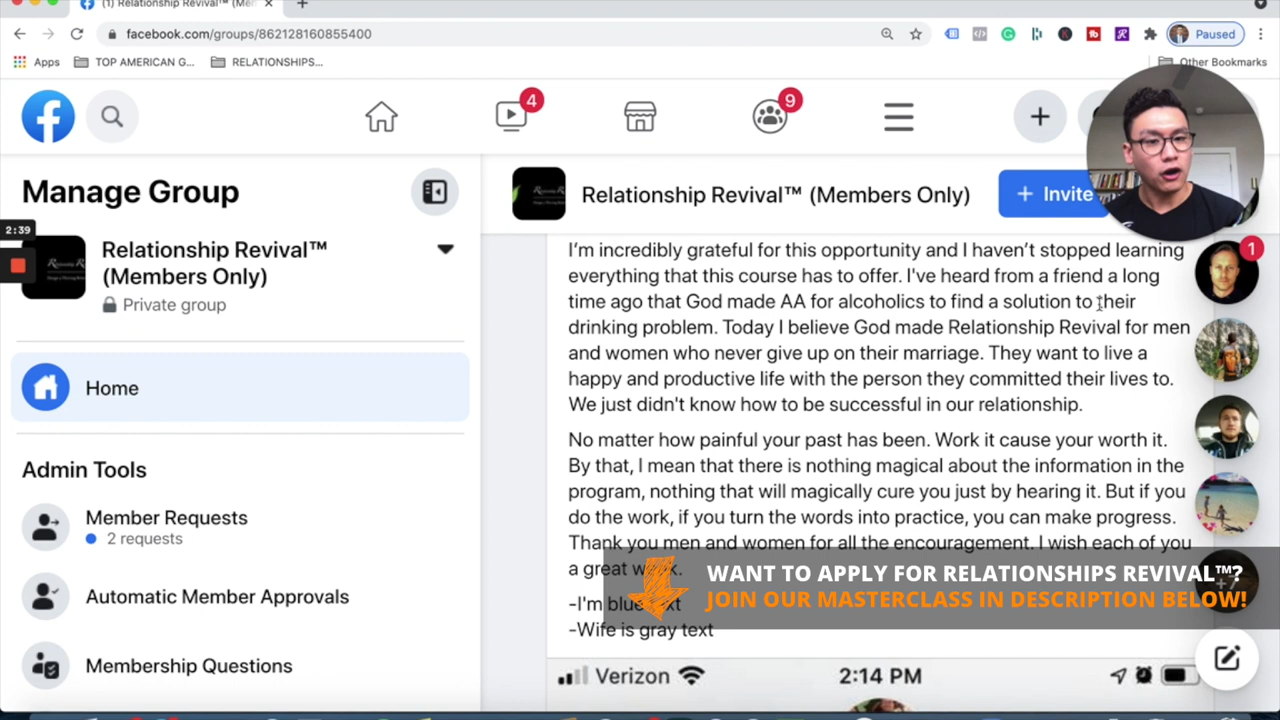 (1) Relationship Revival™ (Mem
facebook.com/groups/862128160855400
Paused
Apps
TOP AMERICAN G...
RELATIONSHIPS...
Other Bookmarks
4
9
Manage Group
2:39
Relationship Revival™
(Members Only)
Private group
Home
Admin Tools
Member Requests
2 requests
Automatic Member Approvals
Membership Questions
Relationship Revival™ (Members Only)
+ Invite
1
I'm incredibly grateful for this opportunity and I haven't stopped learning
everything that this course has to offer. I've heard from a friend a long
time ago that God made AA for alcoholics to find a solution to their
drinking problem. Today I believe God made Relationship Revival for men
and women who never give up on their marriage. They want to live a
happy and productive life with the person they committed their lives to.
We just didn't know how to be successful in our relationship.
No matter how painful your past has been. Work it cause your worth it.
By that, I mean that there is nothing magical about the information in the
program, nothing that will magically cure you just by hearing it. But if you
do the work, if you turn the words into practice, you can make progress.
Thank you men and women for all the encouragement. I wish each of you
a great week.
-I'm blue text
-Wife is gray text
+7
WANT TO APPLY FOR RELATIONSHIPS REVIVAL™?
JOIN OUR MASTERCLASS IN DESCRIPTION BELOW!
Verizon
2:14 PM